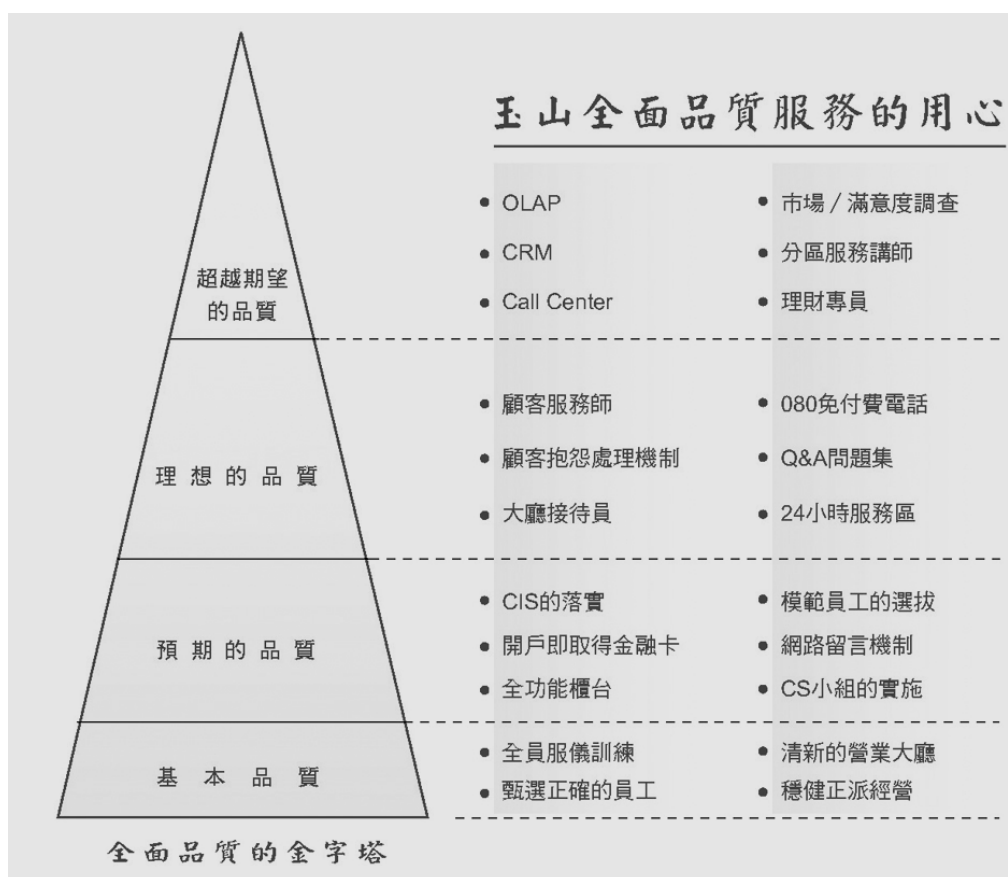 玉山全面品質服務的用心
超越期望
的品質
• OLAP
• 市場／滿意度調查
• CRM
• 分區服務講師
• Call Center
• 理財專員
理想的品質
• 顧客服務師
• 080免付費電話
• 顧客抱怨處理機制
• Q&A問題集
• 大廳接待員
• 24小時服務區
預期的品質
• CIS的落實
• 模範員工的選拔
• 開戶即取得金融卡
• 網路留言機制
• 全功能櫃台
• CS小組的實施
基本品質
• 全員服儀訓練
• 清新的營業大廳
• 甄選正確的員工
• 穩健正派經營
全面品質的金字塔